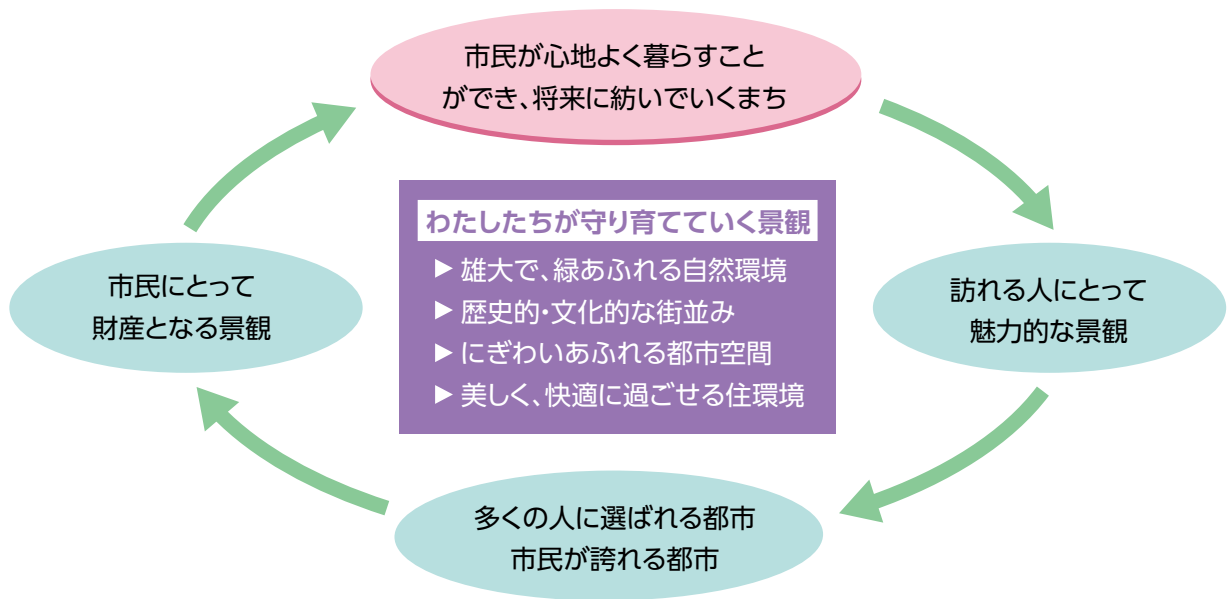 市民が心地よく暮らすこと
ができ、将来に紡いでいくまち
わたしたちが守り育てていく景観
▶ 雄大で、緑あふれる自然環境
▶ 歴史的・文化的な街並み
▶ にぎわいあふれる都市空間
▶ 美しく、快適に過ごせる住環境
市民にとって
財産となる景観
訪れる人にとって
魅力的な景観
多くの人に選ばれる都市
市民が誇れる都市